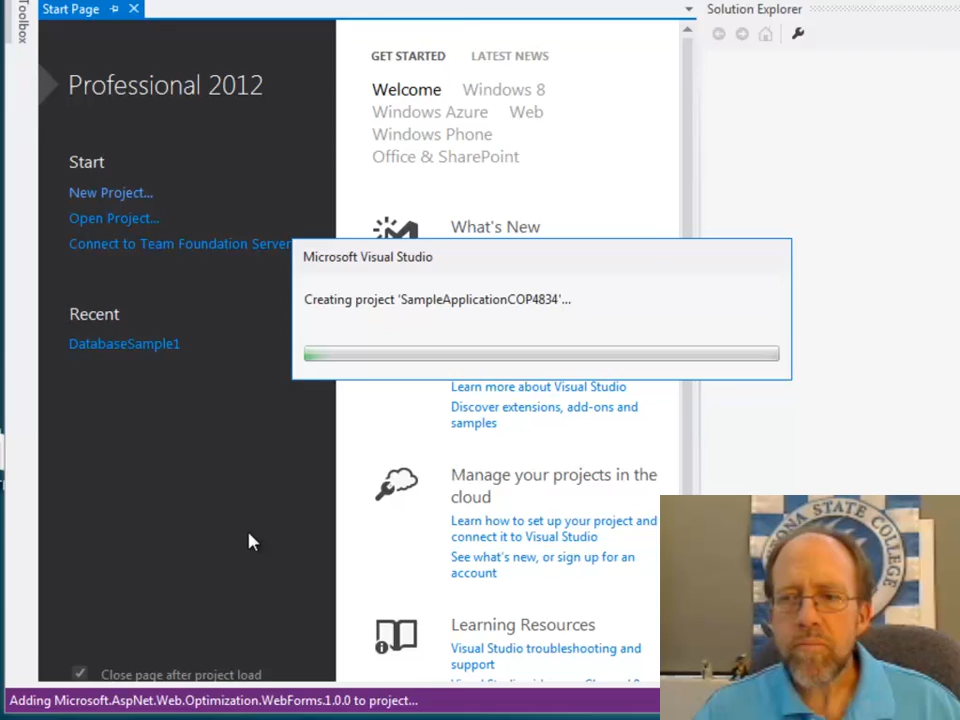 Toolbox
Start Page
Solution Explorer
Professional 2012
Start
New Project...
Open Project...
Connect to Team Foundation Server
Recent
DatabaseSample1
Close page after project load
GET STARTED LATEST NEWS
Welcome Windows 8
Windows Azure Web
Windows Phone
Office & SharePoint
What's New
Microsoft Visual Studio
Creating project 'SampleApplicationCOP4834'...
Learn more about Visual Studio
Discover extensions, add-ons and
samples
Manage your projects in the
cloud
Learn how to set up your project and
connect it to Visual Studio
See what's new, or sign up for an
account
Learning Resources
Visual Studio troubleshooting and
support
STATE COLLEGE
Adding Microsoft.AspNet.Web.Optimization.WebForms.1.0.0 to project...